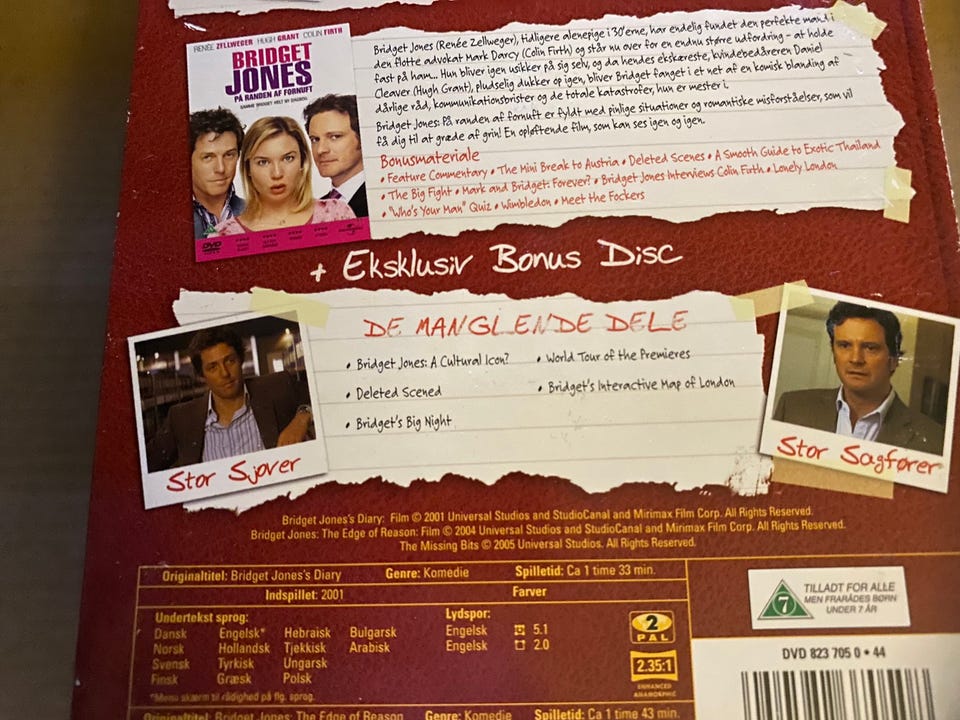 RENÉE ZELLWEGER HUGH GRANT COLIN FIRTH
BRIDGET
JONES
PÅ RANDEN AF FORNUFT
SAMME BRIDGET. HELT NY DAGBOG.
DVD
Bridget Jones (Renée Zellweger), tidligere alenepige i 30'erne, har endelig fundet den perfekte mand i
den flotte advokat Mark Darcy (Colin Firth) og står nu over for en endnu større udfordring – at holde
fast på ham... Hun bliver igen usikker på sig selv, og da hendes ekskæreste, kvindebedåreren Daniel
Cleaver (Hugh Grant), pludselig dukker op igen, bliver Bridget fanget i et net af en komisk blanding af
dårlige råd, kommunikationsbrister og de totale katastrofer, hun er mester i.
Bridget Jones: På randen af fornuft er fyldt med pinlige situationer og romantiske misforståelser, som vil
få dig til at græde af grin! En opløftende film, som kan ses igen og igen.
Bonusmateriale
• Feature Commentary • The Mini Break to Austria • Deleted Scenes • A Smooth Guide to Exotic Thailand
• The Big Fight • Mark and Bridget: Forever? • Bridget Jones Interviews Colin Firth • Lonely London
• "Who's Your Man" Quiz • Wimbledon • Meet the Fockers
+ Eksklusiv Bonus Disc
DE MANGLENDE DELE
• Bridget Jones: A Cultural Icon?
• World Tour of the Premieres
• Deleted Scened
• Bridget's Interactive Map of London
• Bridget's Big Night
Stor Sjover
Stor Sagfører
Bridget Jones's Diary: Film © 2001 Universal Studios and StudioCanal and Mirimax Film Corp. All Rights Reserved.
Bridget Jones: The Edge of Reason: Film © 2004 Universal Studios and StudioCanal and Mirimax Film Corp. All Rights Reserved.
The Missing Bits © 2005 Universal Studios. All Rights Reserved.
Originaltitel: Bridget Jones's Diary Genre: Komedie Spilletid: Ca 1 time 33 min.
Indspillet: 2001 Farver
Undertekst sprog: Lydspor:
Dansk Engelsk* Hebraisk Bulgarsk Engelsk 5.1
Norsk Hollandsk Tjekkisk Arabisk Engelsk 2.0
Svensk Tyrkisk Ungarsk
Finsk Græsk Polsk
*Menu skærm til rådighed på flg. sprog.
2
PAL
2.35:1
ENHANCED
ANAMORPHIC
7
TILLADT FOR ALLE
MEN FRARÅDES BØRN
UNDER 7 ÅR
DVD 823 705 0 • 44
Originaltitel: Bridget Jones: The Edge of Reason Genre: Komedie Spilletid: Ca 1 time 43 min.